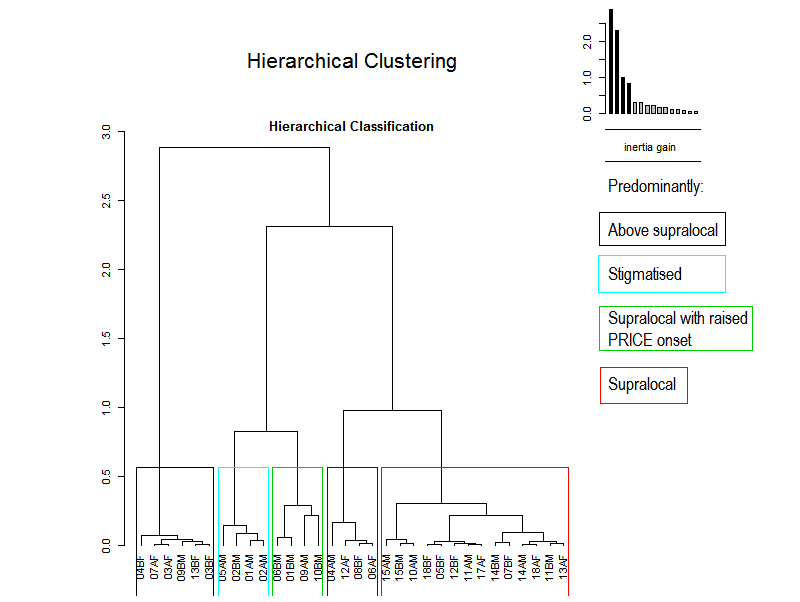 Hierarchical Clustering
2.0
1.0
0.0
inertia gain
Hierarchical Classification
3.0
2.5
2.0
1.5
1.0
0.5
0.0
Predominantly:
Above supralocal
Stigmatised
Supralocal with raised
PRICE onset
Supralocal
04BF
07AF
03AF
09BM
13BF
03BF
05AM
02BM
01AM
02AM
06BM
01BM
09AM
10BM
04AM
12AF
08BF
06AF
15AM
15BM
10AM
18BF
05BF
12BF
11AM
17AF
14BM
07BF
14AM
18AF
11BM
13AF